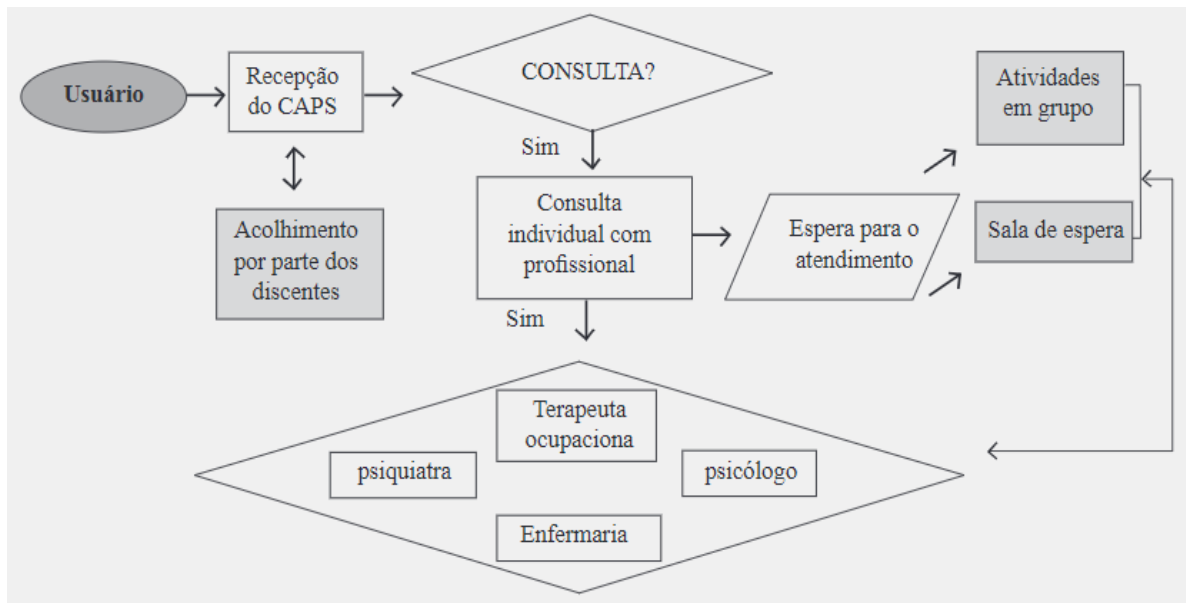 Usuário
Recepção
do CAPS
CONSULTA?
Atividades
em grupo
Sim
Acolhimento
por parte dos
discentes
Consulta
individual com
profissional
Espera para o
atendimento
Sala de espera
Sim
Terapeuta
ocupaciona
psiquiatra
psicólogo
Enfermaria